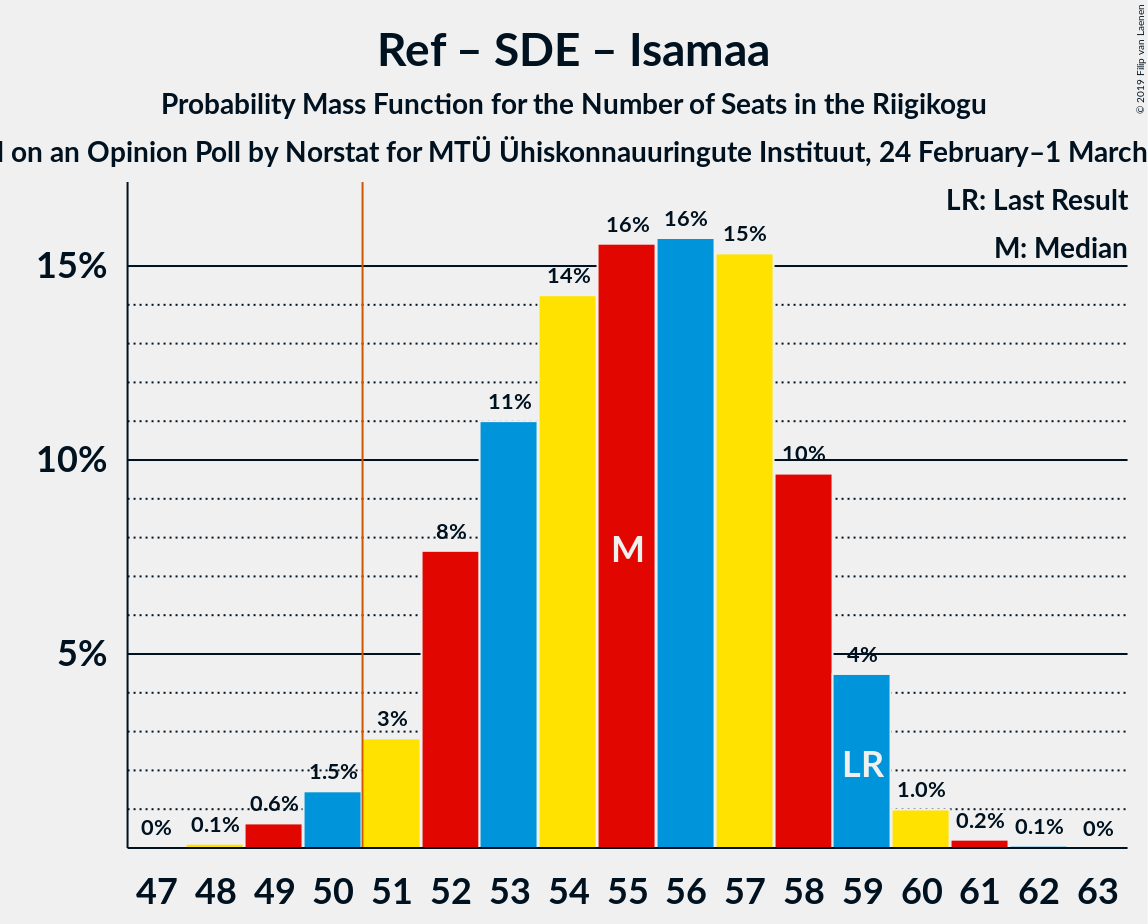 Ref – SDE – Isamaa
Probability Mass Function for the Number of Seats in the Riigikogu
on an Opinion Poll by Norstat for MTÜ Ühiskonnauuringute Instituut, 24 February–1 March
© 2019 Filip van Laenen
LR: Last Result
M: Median
15%
10%
5%
0%
0.1%
0.6%
1.5%
3%
8%
11%
14%
16%
16%
15%
10%
4%
1.0%
0.2%
0.1%
0%
M
LR
47 48 49 50 51 52 53 54 55 56 57 58 59 60 61 62 63